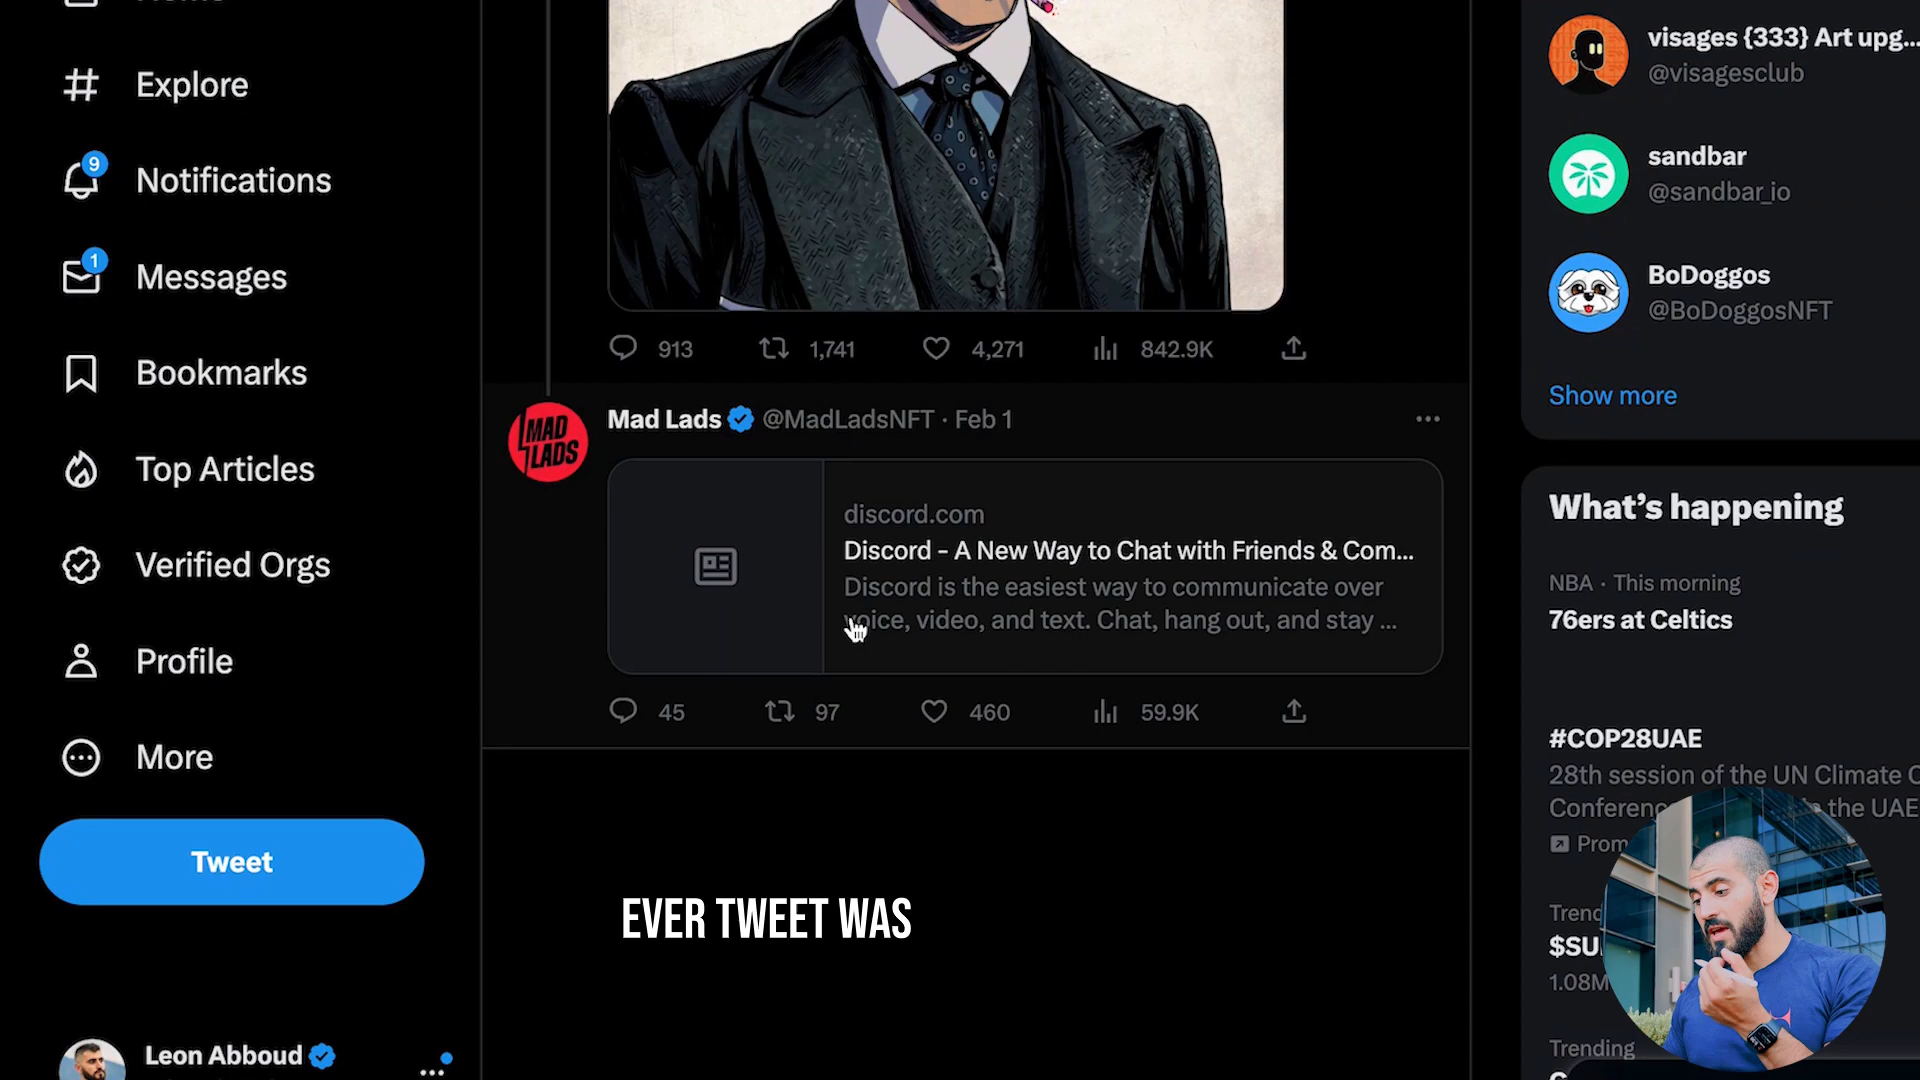 Explore
9
Notifications
1
Messages
Bookmarks
Top Articles
Verified Orgs
Profile
More
Tweet
Leon Abboud
913
1,741
4,271
842.9K
MAD LADS
Mad Lads @MadLadsNFT · Feb 1
discord.com
Discord - A New Way to Chat with Friends & Com...
Discord is the easiest way to communicate over
voice, video, and text. Chat, hang out, and stay ...
45
97
460
59.9K
EVER TWEET WAS
visages {333} Art upg...
@visagesclub
sandbar
@sandbar_io
BoDoggos
@BoDoggosNFT
Show more
What's happening
NBA · This morning
76ers at Celtics
#COP28UAE
28th session of the UN Climate C
the UAE
1.08M
Trending